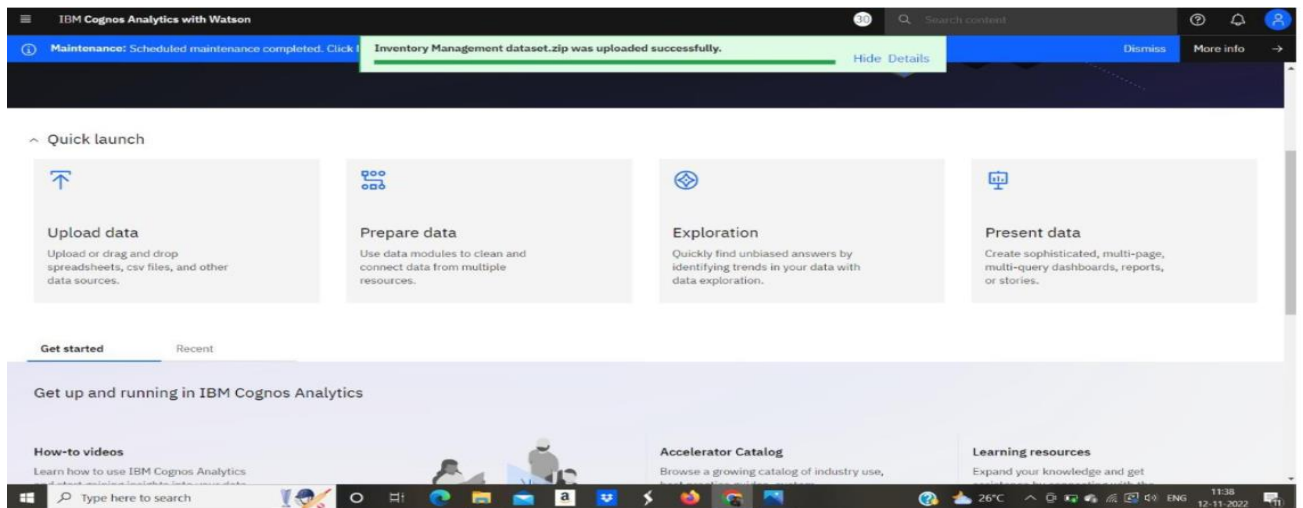 IBM Cognos Analytics with Watson
30
Search content
Maintenance: Scheduled maintenance completed. Click
Inventory Management dataset.zip was uploaded successfully.
Hide Details
Dismiss
More info
Quick launch
Upload data
Upload or drag and drop
spreadsheets, csv files, and other
data sources.
Prepare data
Use data modules to clean and
connect data from multiple
resources.
Exploration
Quickly find unbiased answers by
identifying trends in your data with
data exploration.
Present data
Create sophisticated, multi-page,
multi-query dashboards, reports,
or stories.
Get started
Recent
Get up and running in IBM Cognos Analytics
How-to videos
Learn how to use IBM Cognos Analytics
Accelerator Catalog
Browse a growing catalog of industry use,
Learning resources
Expand your knowledge and get
Type here to search
a
26°C
ENG
11:38
12-11-2022